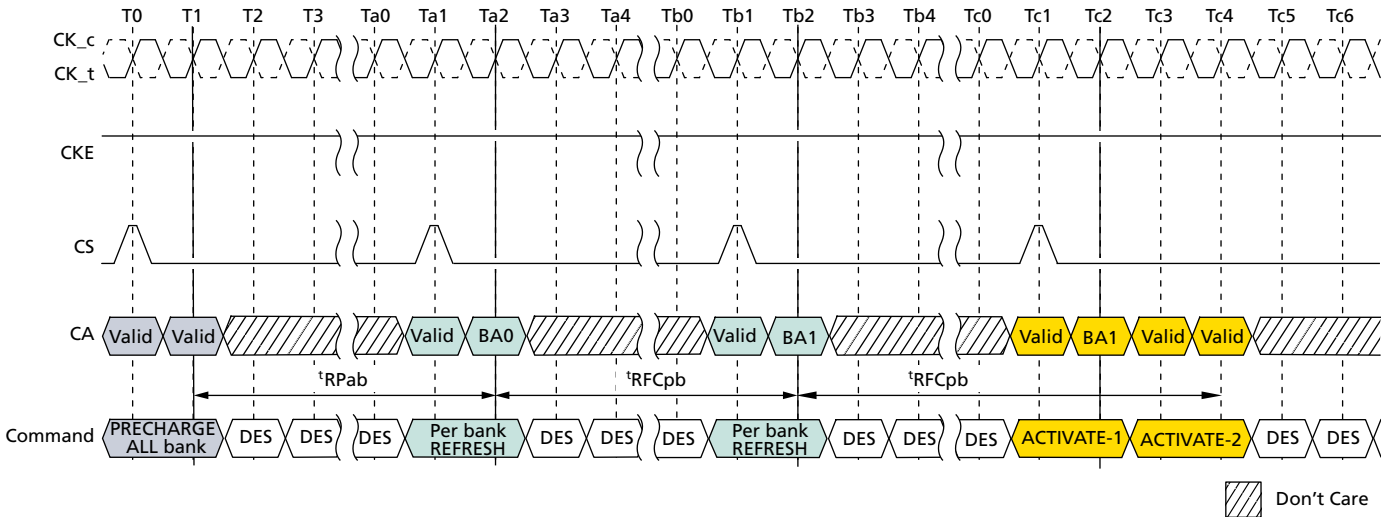 T0 T1 T2 T3 Ta0 Ta1 Ta2 Ta3 Ta4 Tb0 Tb1 Tb2 Tb3 Tb4 Tc0 Tc1 Tc2 Tc3 Tc4 Tc5 Tc6
CK_c
CK_t
CKE
CS
CA Valid Valid Valid BA0 Valid BA1 Valid BA1 Valid Valid
tRPab tRFCpb tRFCpb
Command PRECHARGE ALL bank DES DES DES Per bank REFRESH DES DES DES Per bank REFRESH DES DES DES ACTIVATE-1 ACTIVATE-2 DES DES
Don't Care